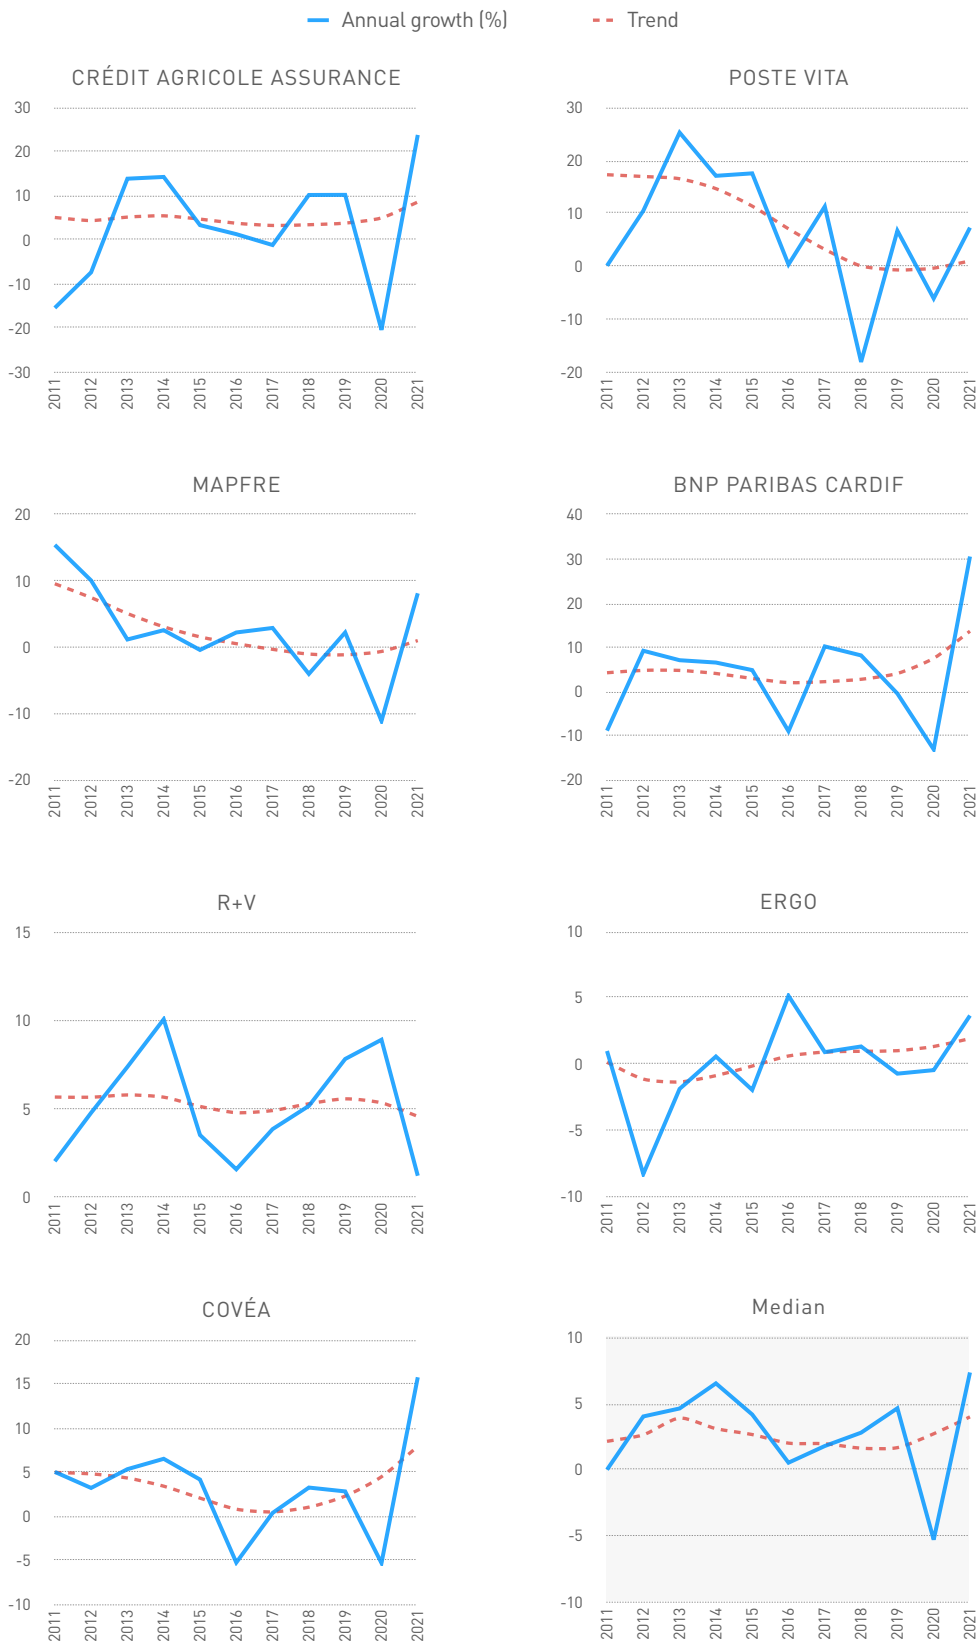 Annual growth (%) Trend
CRÉDIT AGRICOLE ASSURANCE
30
20
10
0
-10
-20
-30
2011 2012 2013 2014 2015 2016 2017 2018 2019 2020 2021
POSTE VITA
30
20
10
0
-10
-20
2011 2012 2013 2014 2015 2016 2017 2018 2019 2020 2021
MAPFRE
20
10
0
-10
-20
2011 2012 2013 2014 2015 2016 2017 2018 2019 2020 2021
BNP PARIBAS CARDIF
40
30
20
10
0
-10
-20
2011 2012 2013 2014 2015 2016 2017 2018 2019 2020 2021
R+V
15
10
5
0
2011 2012 2013 2014 2015 2016 2017 2018 2019 2020 2021
ERGO
10
5
0
-5
-10
2011 2012 2013 2014 2015 2016 2017 2018 2019 2020 2021
COVÉA
20
15
10
5
0
-5
-10
2011 2012 2013 2014 2015 2016 2017 2018 2019 2020 2021
Median
10
5
0
-5
-10
2011 2012 2013 2014 2015 2016 2017 2018 2019 2020 2021